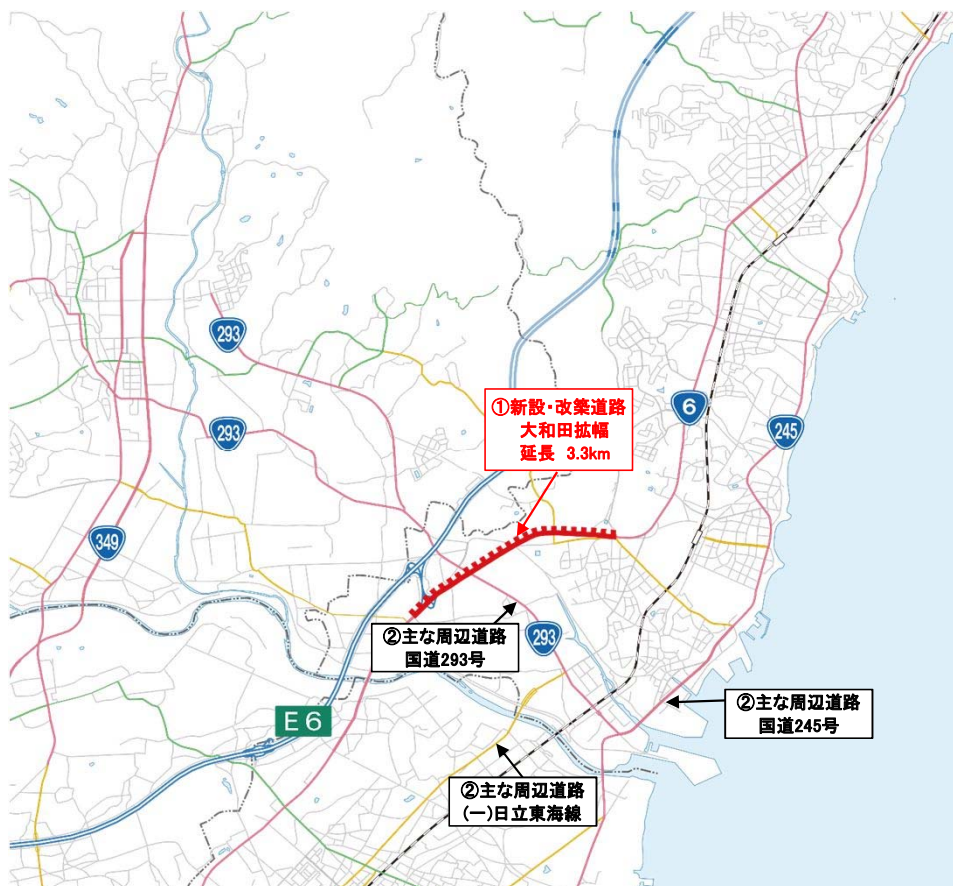 293
①新設・改築道路
大和田拡幅
延長 3.3km
6
293
245
349
②主な周辺道路
国道293号
293
②主な周辺道路
国道245号
E6
②主な周辺道路
(一)日立東海線